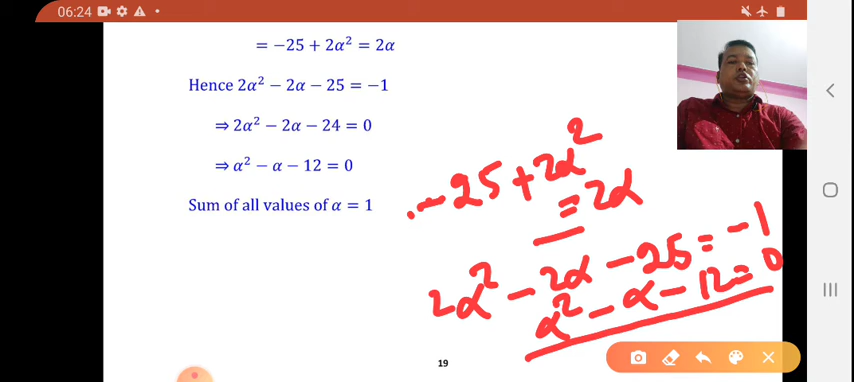 06:24
= −25 + 2α² = 2α
Hence 2α² − 2α − 25 = −1
⇒ 2α² − 2α − 24 = 0
⇒ α² − α − 12 = 0
Sum of all values of α = 1
−25 + 2α²
= 2α
2α² − 2α − 25 = −1
α² − α − 12 = 0
19